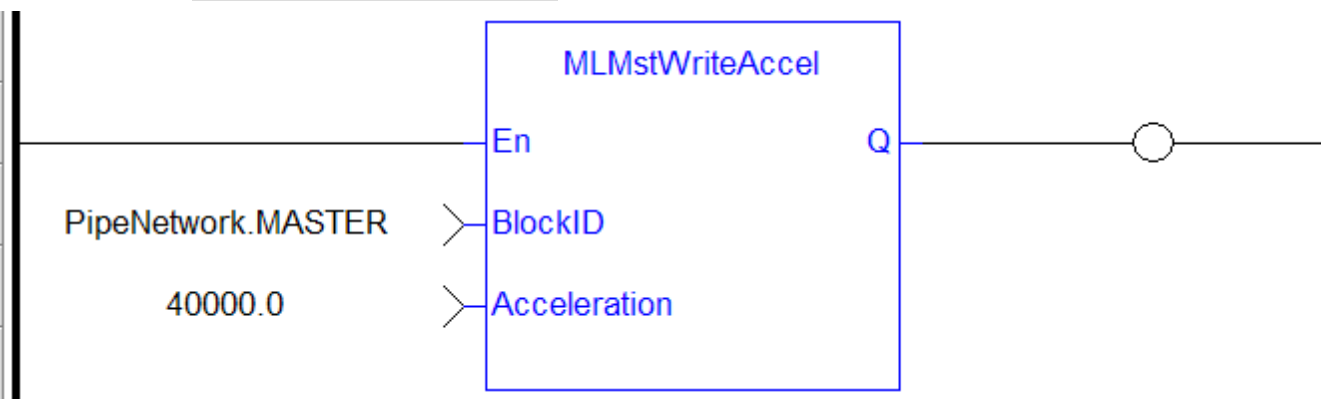 MLMstWriteAccel
En Q
PipeNetwork.MASTER BlockID
40000.0 Acceleration